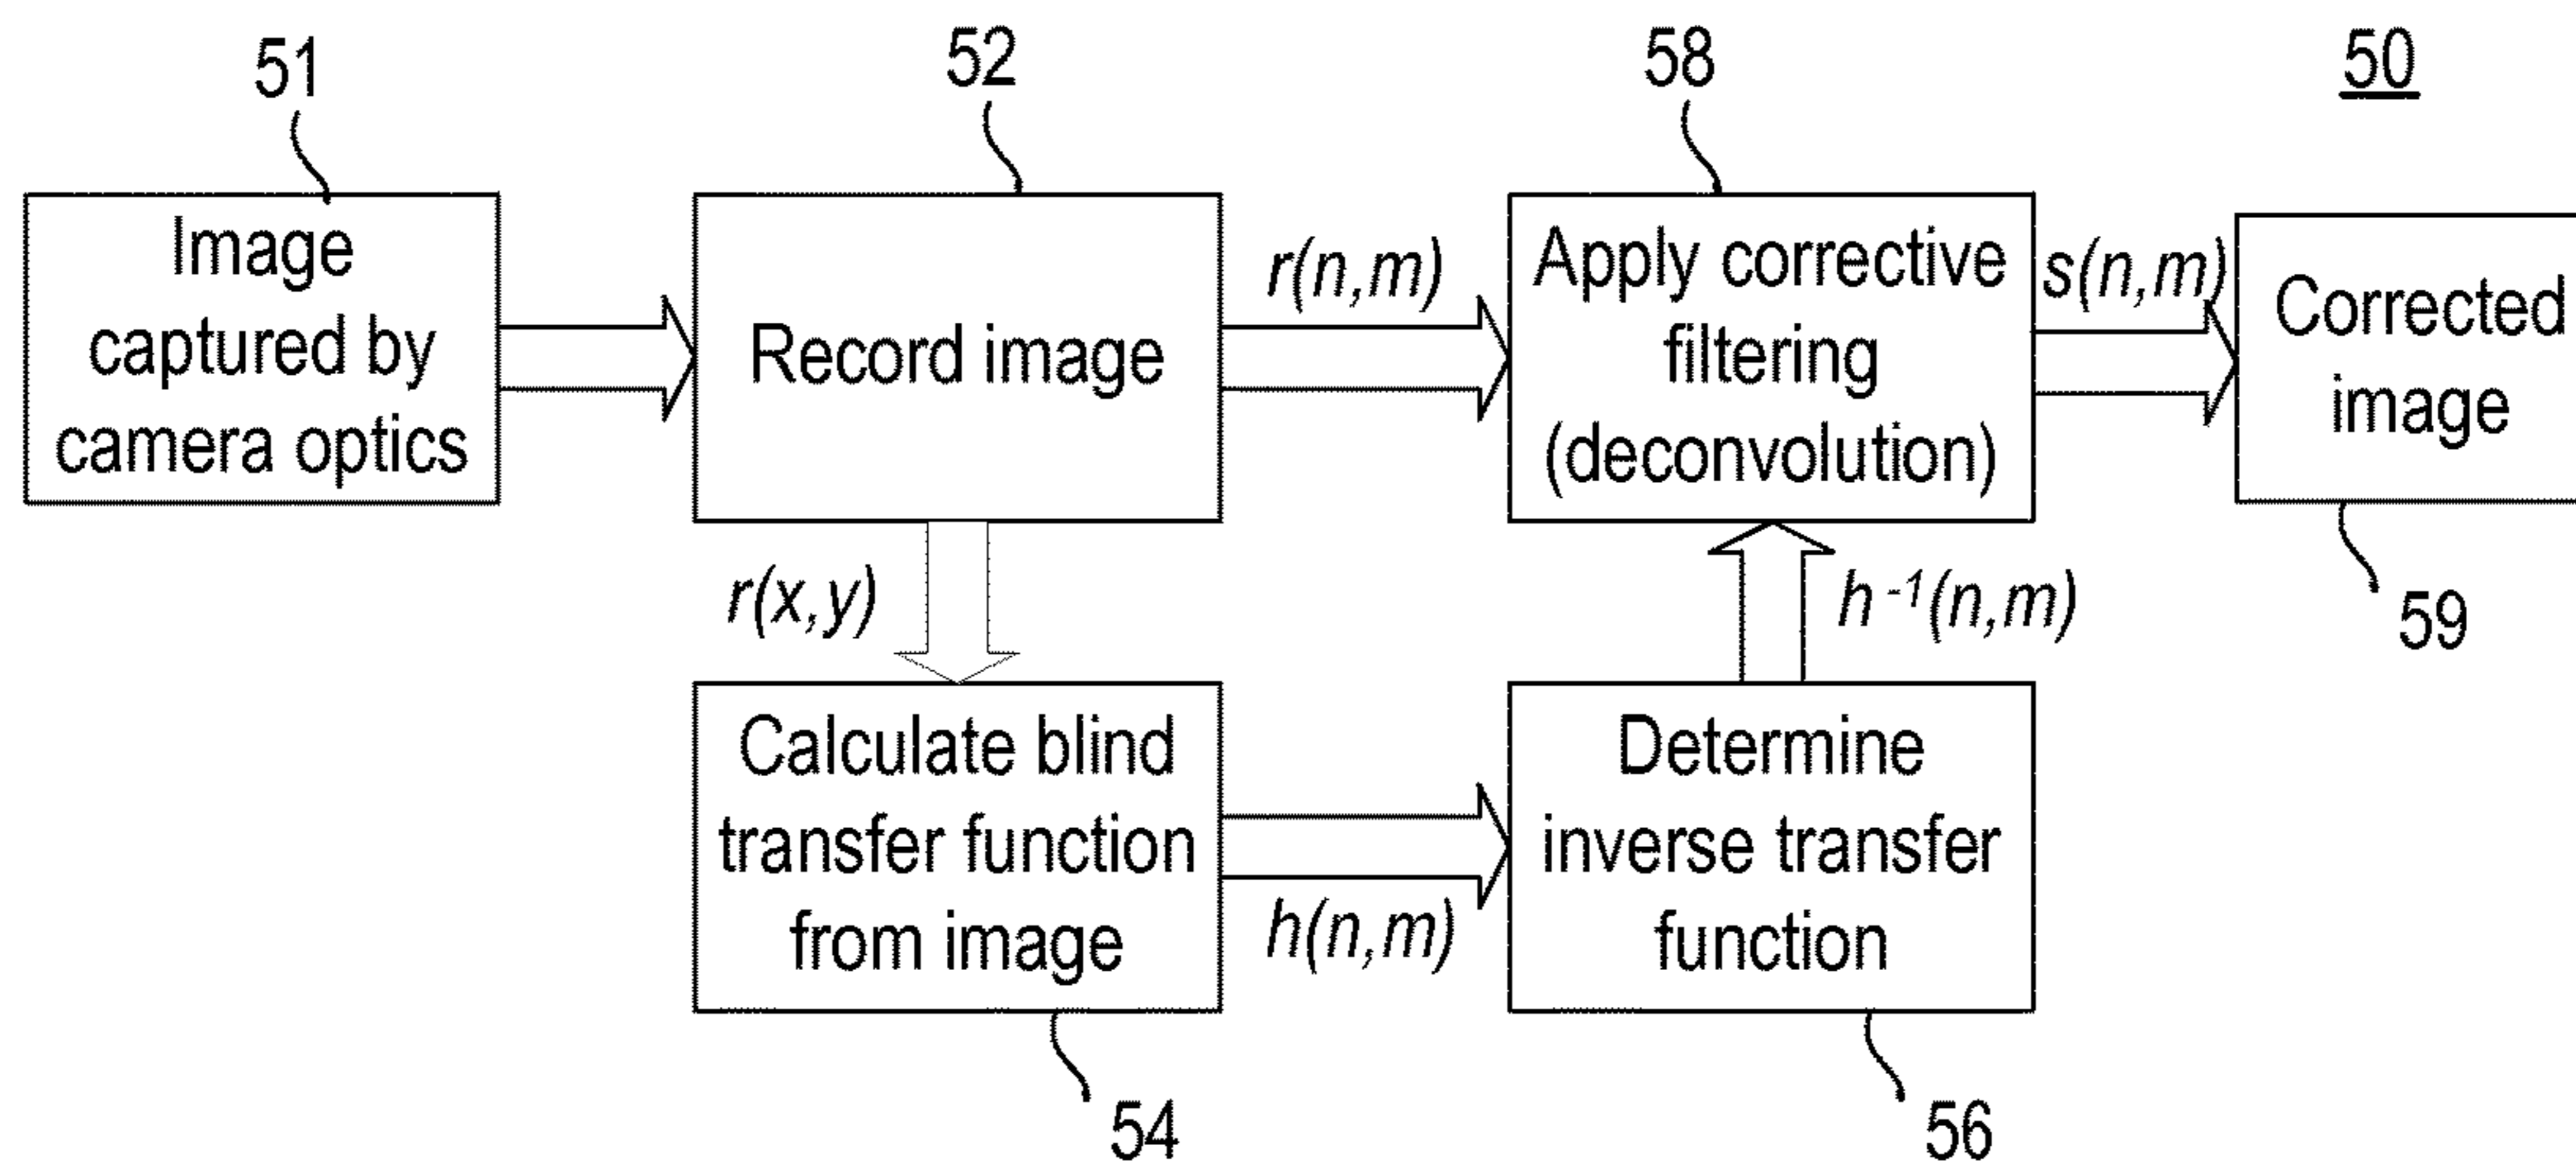 51
52
58
50
Image
captured by
camera optics
Record image
r(n,m)
Apply corrective
filtering
(deconvolution)
s(n,m)
Corrected
image
r(x,y)
h⁻¹(n,m)
59
Calculate blind
transfer function
from image
h(n,m)
Determine
inverse transfer
function
54
56